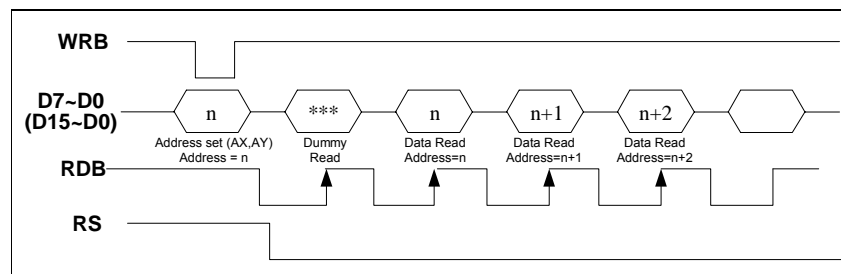 WRB
D7~D0
(D15~D0)
n
***
n
n+1
n+2
Address set (AX,AY)
Address = n
Dummy
Read
Data Read
Address=n
Data Read
Address=n+1
Data Read
Address=n+2
RDB
RS